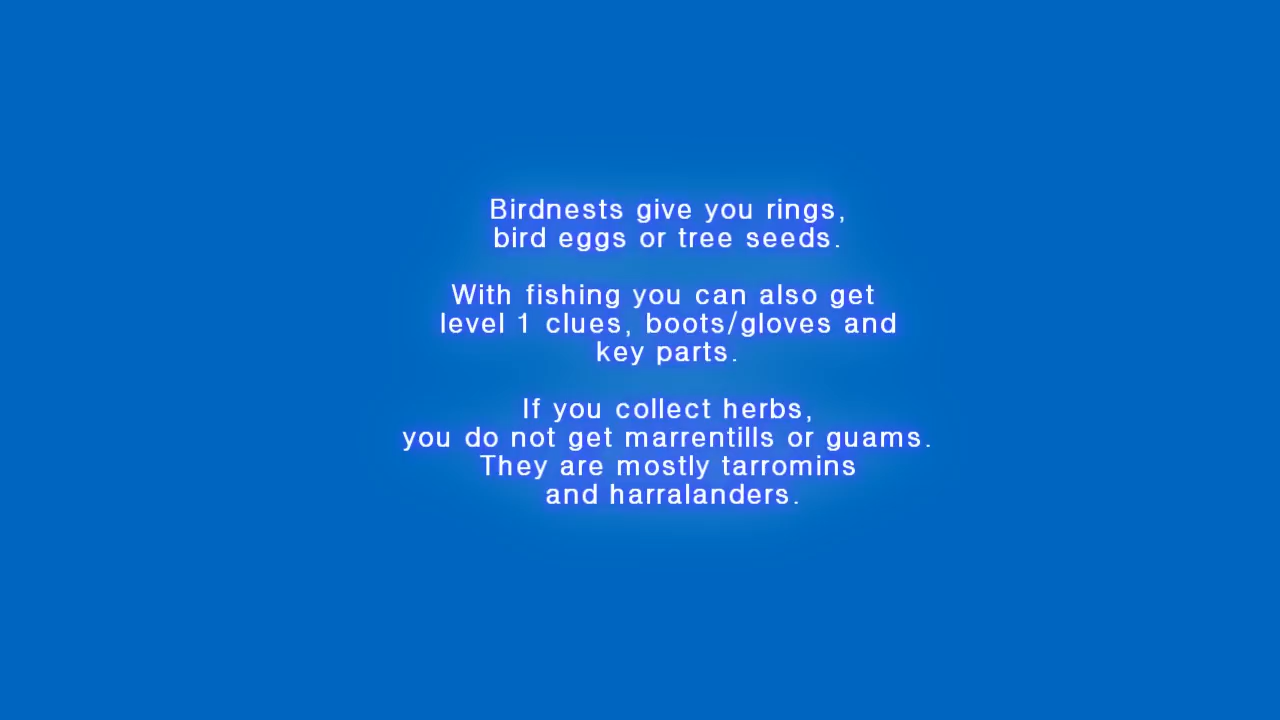 Birdnests give you rings,
bird eggs or tree seeds.
With fishing you can also get
level 1 clues, boots/gloves and
key parts.
If you collect herbs,
you do not get marrentills or guams.
They are mostly tarromins
and harralanders.